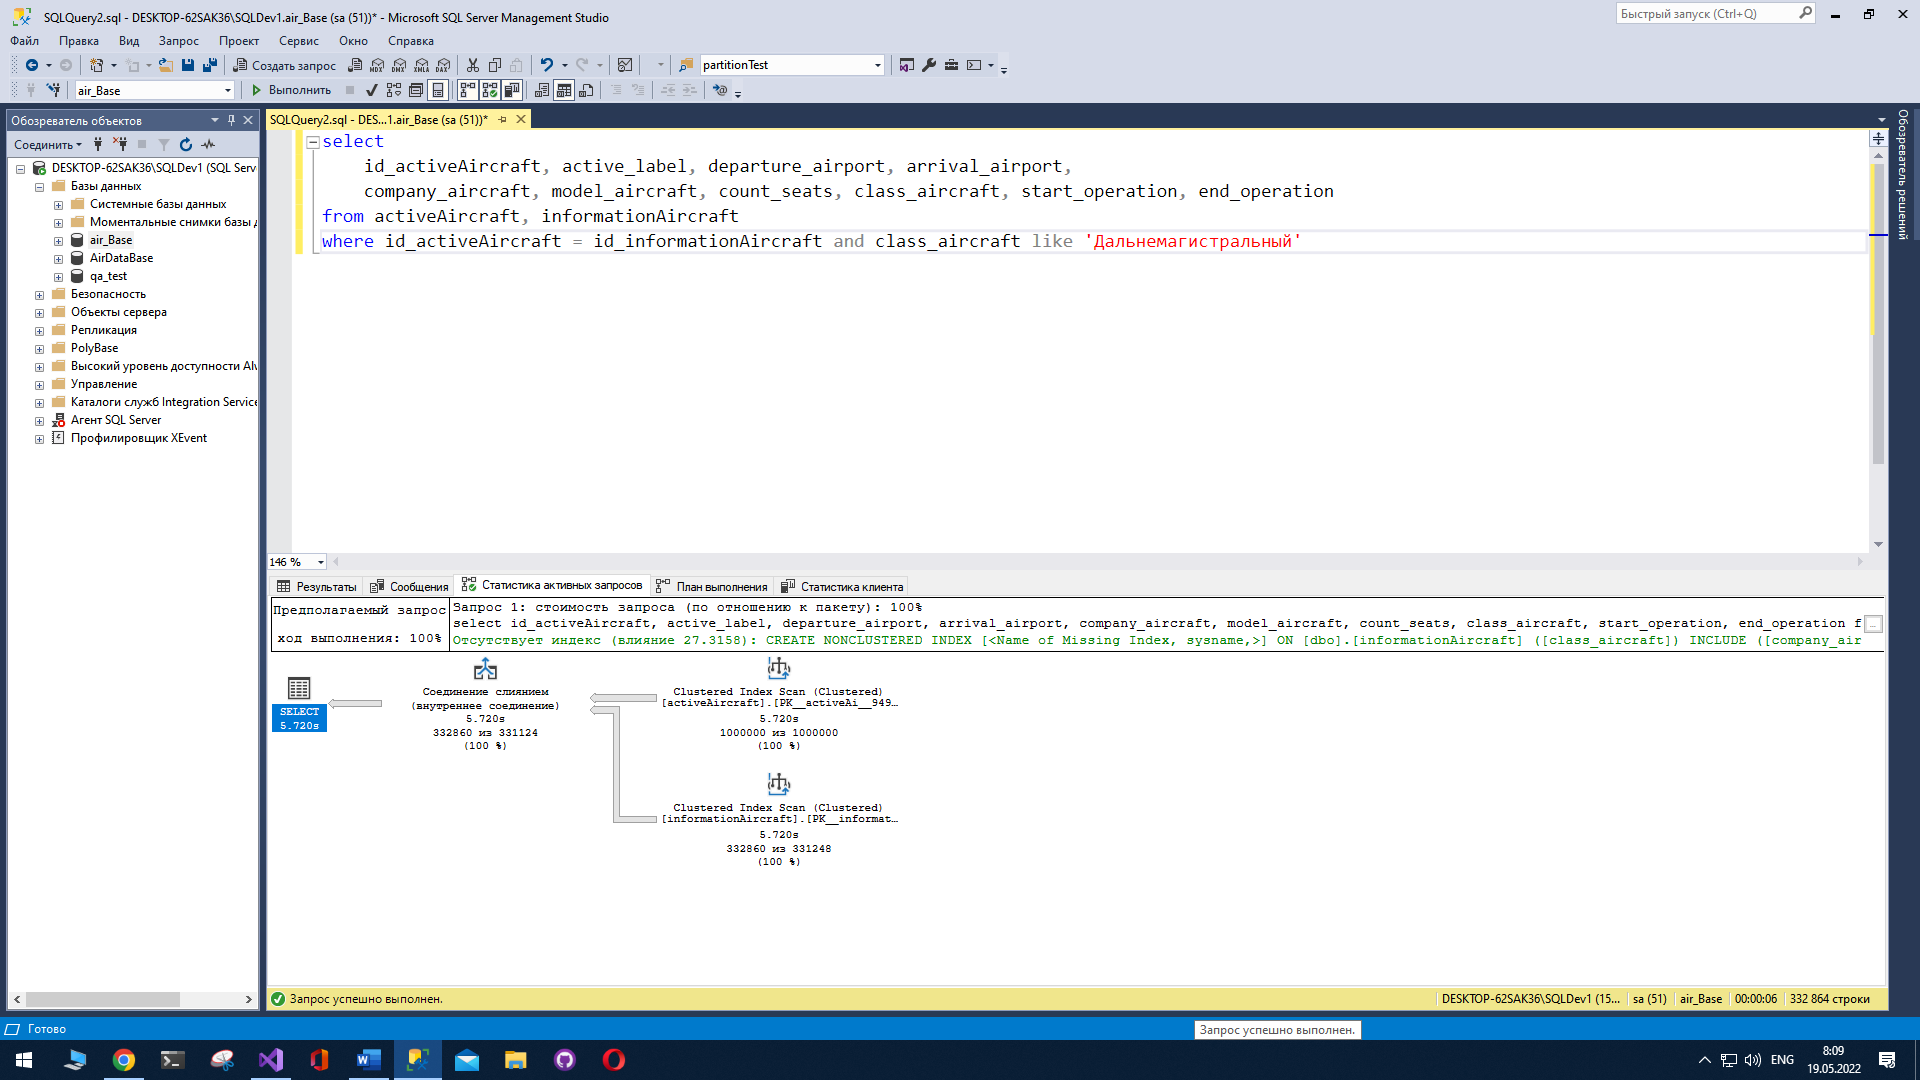 SQLQuery2.sql - DESKTOP-62SAK36\SQLDev1.air_Base (sa (51))* - Microsoft SQL Server Management Studio
Быстрый запуск (Ctrl+Q)
Файл Правка Вид Запрос Проект Сервис Окно Справка
Создать запрос
MDX DMX XMLA DAX
partitionTest
air_Base
Выполнить
Обозреватель объектов
SQLQuery2.sql - DES...1.air_Base (sa (51))*
Соединить
DESKTOP-62SAK36\SQLDev1 (SQL Serv
Базы данных
Системные базы данных
Моментальные снимки базы д
air_Base
AirDataBase
qa_test
Безопасность
Объекты сервера
Репликация
PolyBase
Высокий уровень доступности Alw
Управление
Каталоги служб Integration Service
Агент SQL Server
Профилировщик XEvent
select
id_activeAircraft, active_label, departure_airport, arrival_airport,
company_aircraft, model_aircraft, count_seats, class_aircraft, start_operation, end_operation
from activeAircraft, informationAircraft
where id_activeAircraft = id_informationAircraft and class_aircraft like 'Дальнемагистральный'
Обозреватель решений
146 %
Результаты Сообщения Статистика активных запросов План выполнения Статистика клиента
Предполагаемый запрос
ход выполнения: 100%
Запрос 1: стоимость запроса (по отношению к пакету): 100%
select id_activeAircraft, active_label, departure_airport, arrival_airport, company_aircraft, model_aircraft, count_seats, class_aircraft, start_operation, end_operation f
...
Отсутствует индекс (влияние 27.3158): CREATE NONCLUSTERED INDEX [<Name of Missing Index, sysname,>] ON [dbo].[informationAircraft] ([class_aircraft]) INCLUDE ([company_air
SELECT
5.720s
Соединение слиянием
(внутреннее соединение)
5.720s
332860 из 331124
(100 %)
Clustered Index Scan (Clustered)
[activeAircraft].[PK__activeAi__949…
5.720s
1000000 из 1000000
(100 %)
Clustered Index Scan (Clustered)
[informationAircraft].[PK__informat…
5.720s
332860 из 331248
(100 %)
Запрос успешно выполнен.
DESKTOP-62SAK36\SQLDev1 (15... sa (51) air_Base 00:00:06 332 864 строки
Готово
Запрос успешно выполнен.
ENG
8:09
19.05.2022